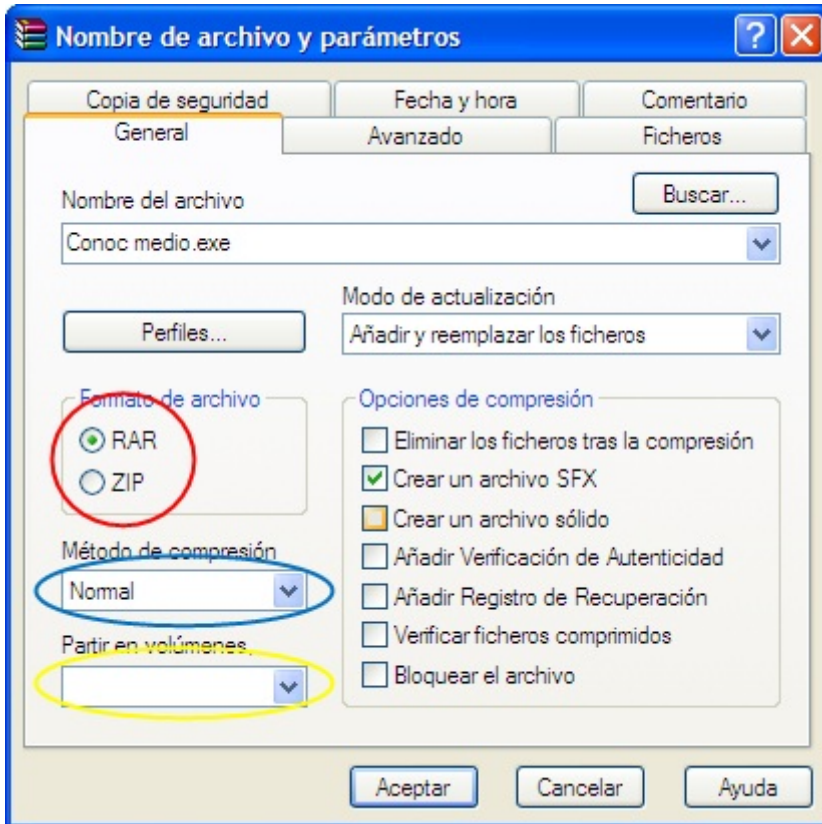 Nombre de archivo y parámetros
Copia de seguridad
Fecha y hora
Comentario
General
Avanzado
Ficheros
Nombre del archivo
Buscar...
Conoc medio.exe
Modo de actualización
Perfiles...
Añadir y reemplazar los ficheros
Formato de archivo
RAR
ZIP
Método de compresión
Normal
Partir en volúmenes,
Opciones de compresión
Eliminar los ficheros tras la compresión
Crear un archivo SFX
Crear un archivo sólido
Añadir Verificación de Autenticidad
Añadir Registro de Recuperación
Verificar ficheros comprimidos
Bloquear el archivo
Aceptar
Cancelar
Ayuda